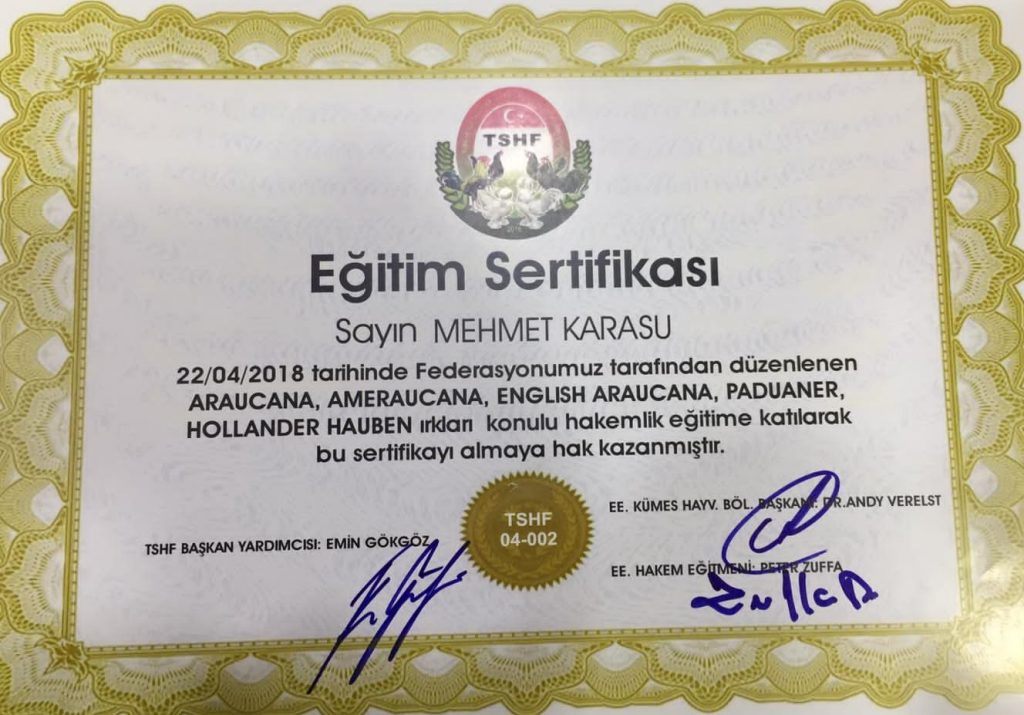 TSHF
2016
Eğitim Sertifikası
Sayın MEHMET KARASU
22/04/2018 tarihinde Federasyonumuz tarafından düzenlenen
ARAUCANA, AMERAUCANA, ENGLISH ARAUCANA, PADUANER,
HOLLANDER HAUBEN ırkları konulu hakemlik eğitime katılarak
bu sertifikayı almaya hak kazanmıştır.
EE. KÜMES HAYV. BÖL. BAŞKANI: DR.ANDY VERELST
TSHF
04-002
TSHF BAŞKAN YARDIMCISI: EMİN GÖKGÖZ
EE. HAKEM EĞİTMENİ: PETER ZUFFA